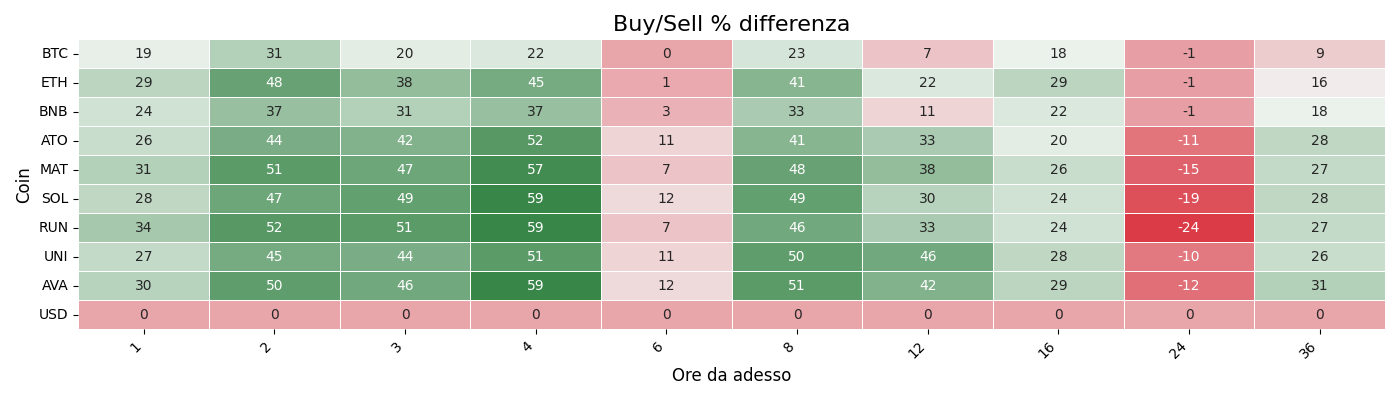 Buy/Sell % differenza
Coin
BTC 19 31 20 22 0 23 7 18 -1 9
ETH 29 48 38 45 1 41 22 29 -1 16
BNB 24 37 31 37 3 33 11 22 -1 18
ATO 26 44 42 52 11 41 33 20 -11 28
MAT 31 51 47 57 7 48 38 26 -15 27
SOL 28 47 49 59 12 49 30 24 -19 28
RUN 34 52 51 59 7 46 33 24 -24 27
UNI 27 45 44 51 11 50 46 28 -10 26
AVA 30 50 46 59 12 51 42 29 -12 31
USD 0 0 0 0 0 0 0 0 0 0
1 2 3 4 6 8 12 16 24 36
Ore da adesso